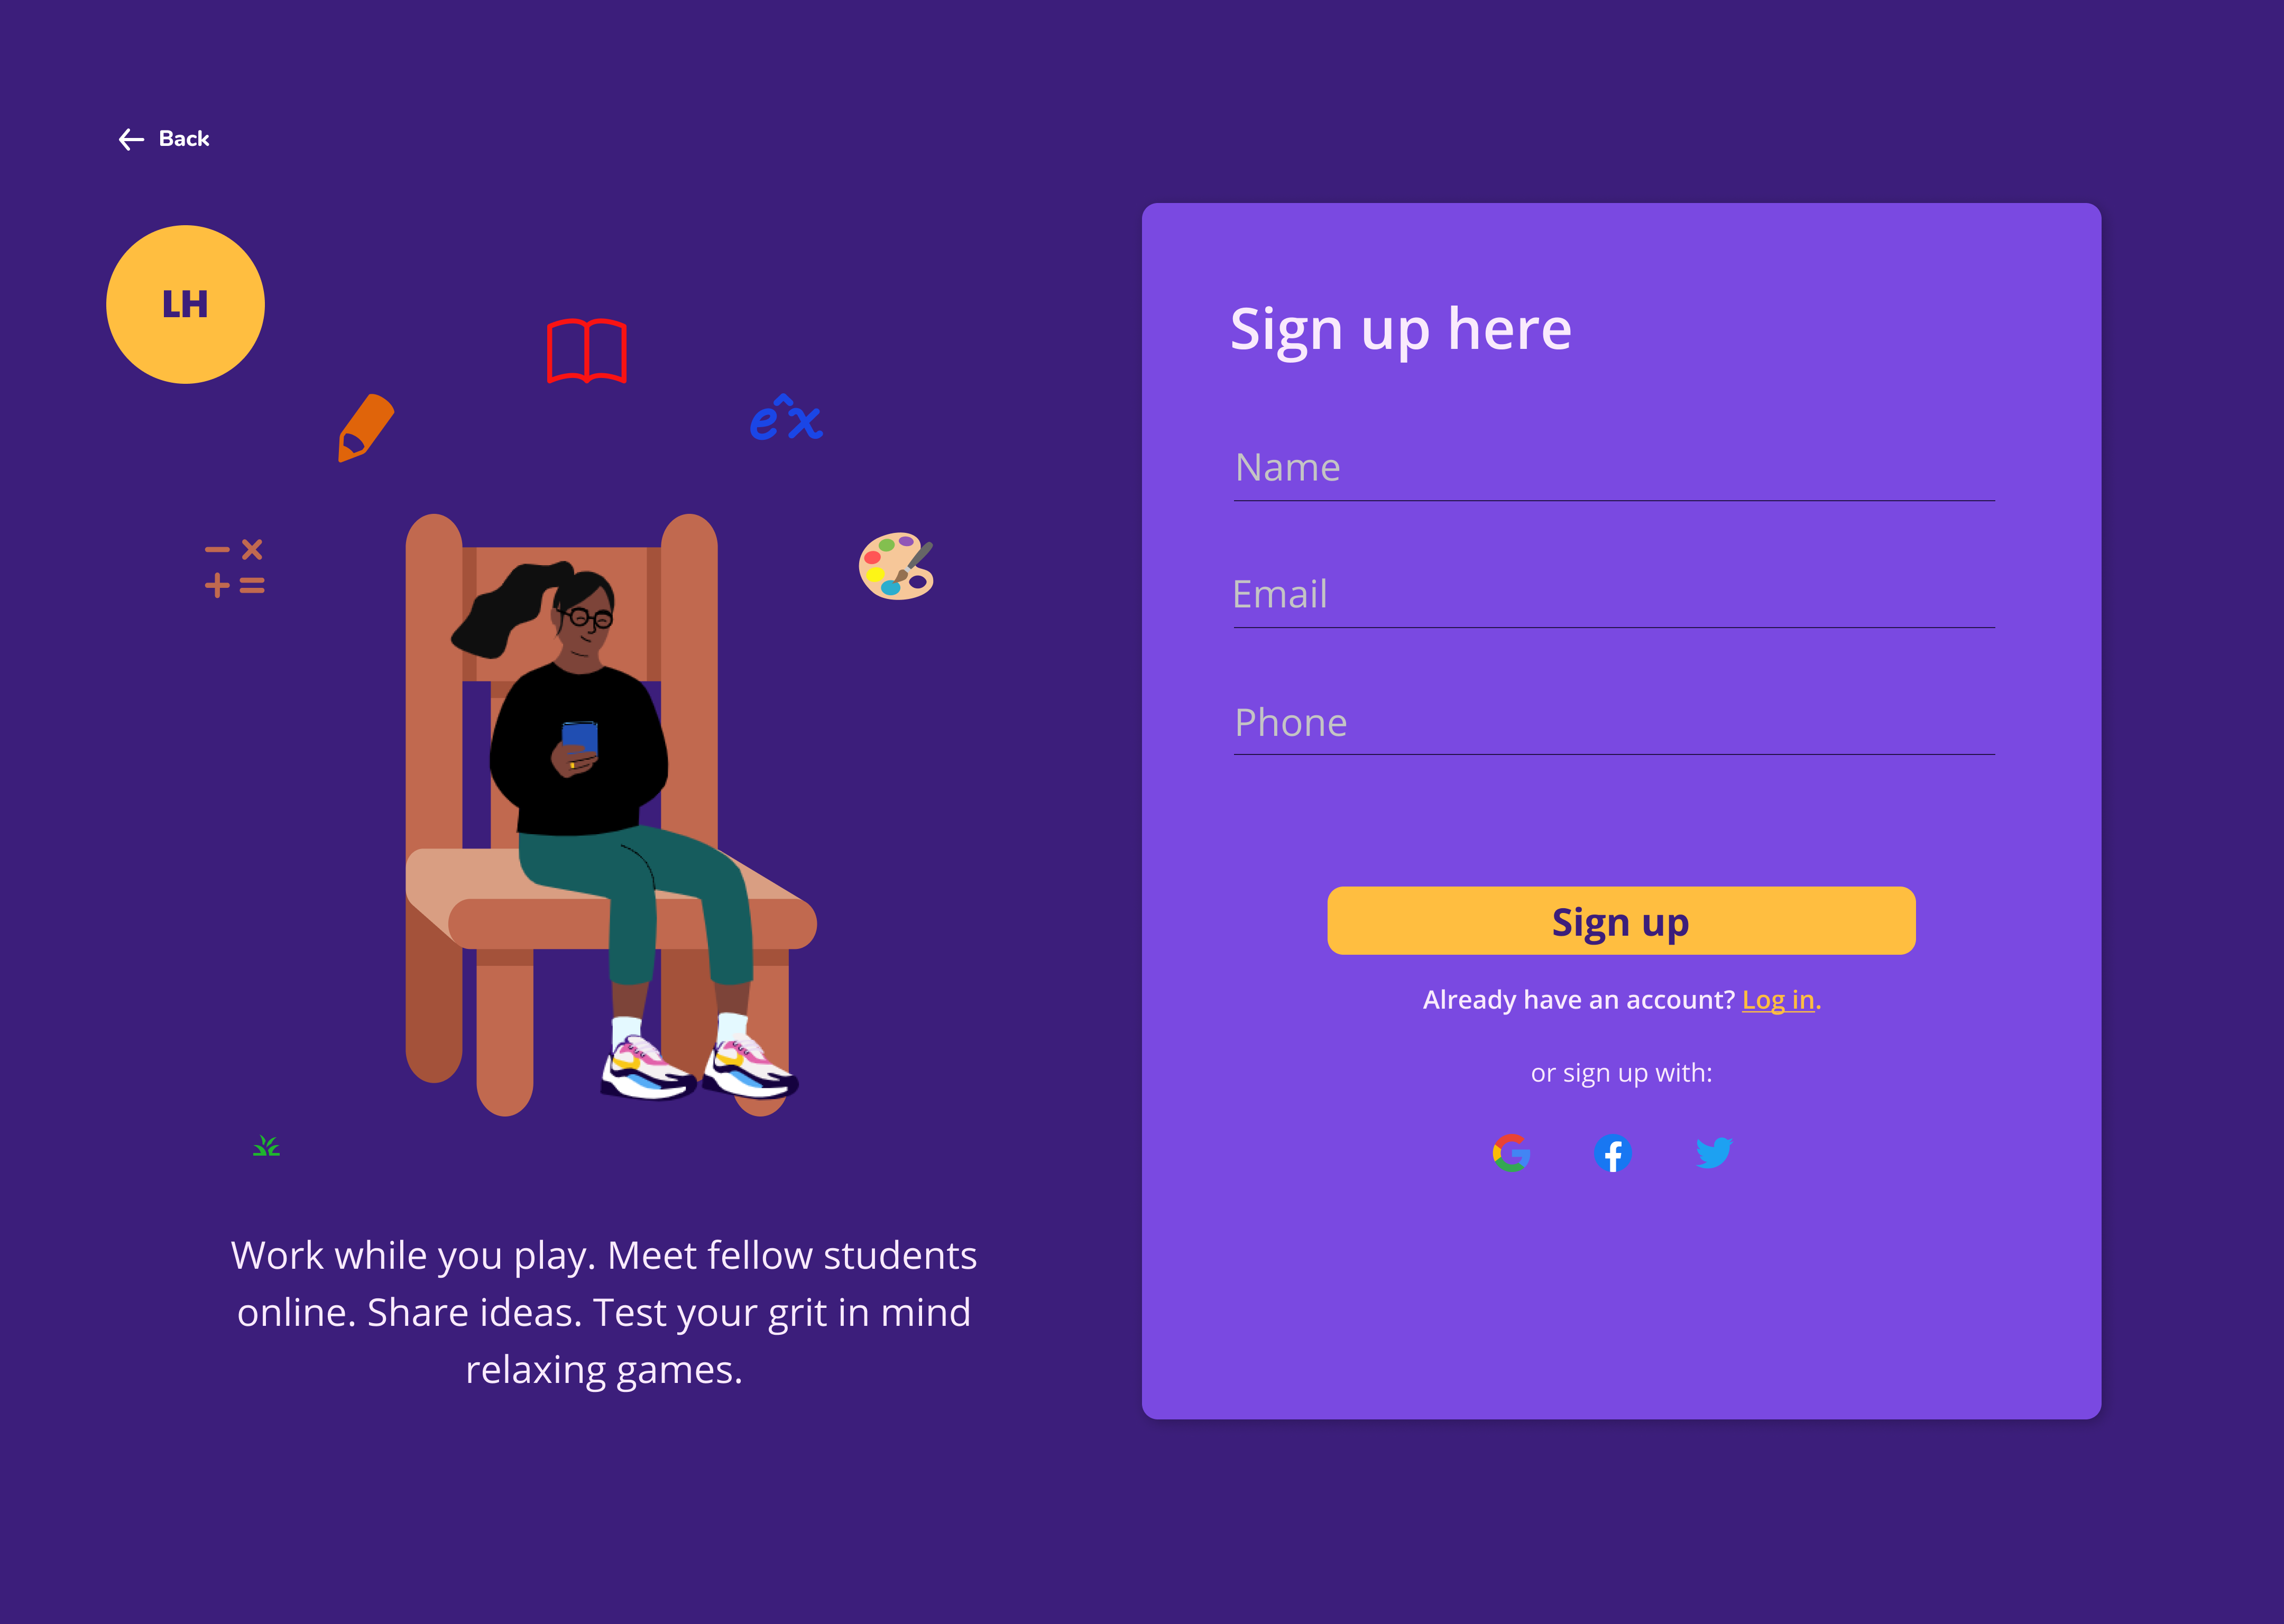 Back
LH
e^x
Work while you play. Meet fellow students
online. Share ideas. Test your grit in mind
relaxing games.
Sign up here
Name
Email
Phone
Sign up
Already have an account? Log in.
or sign up with: